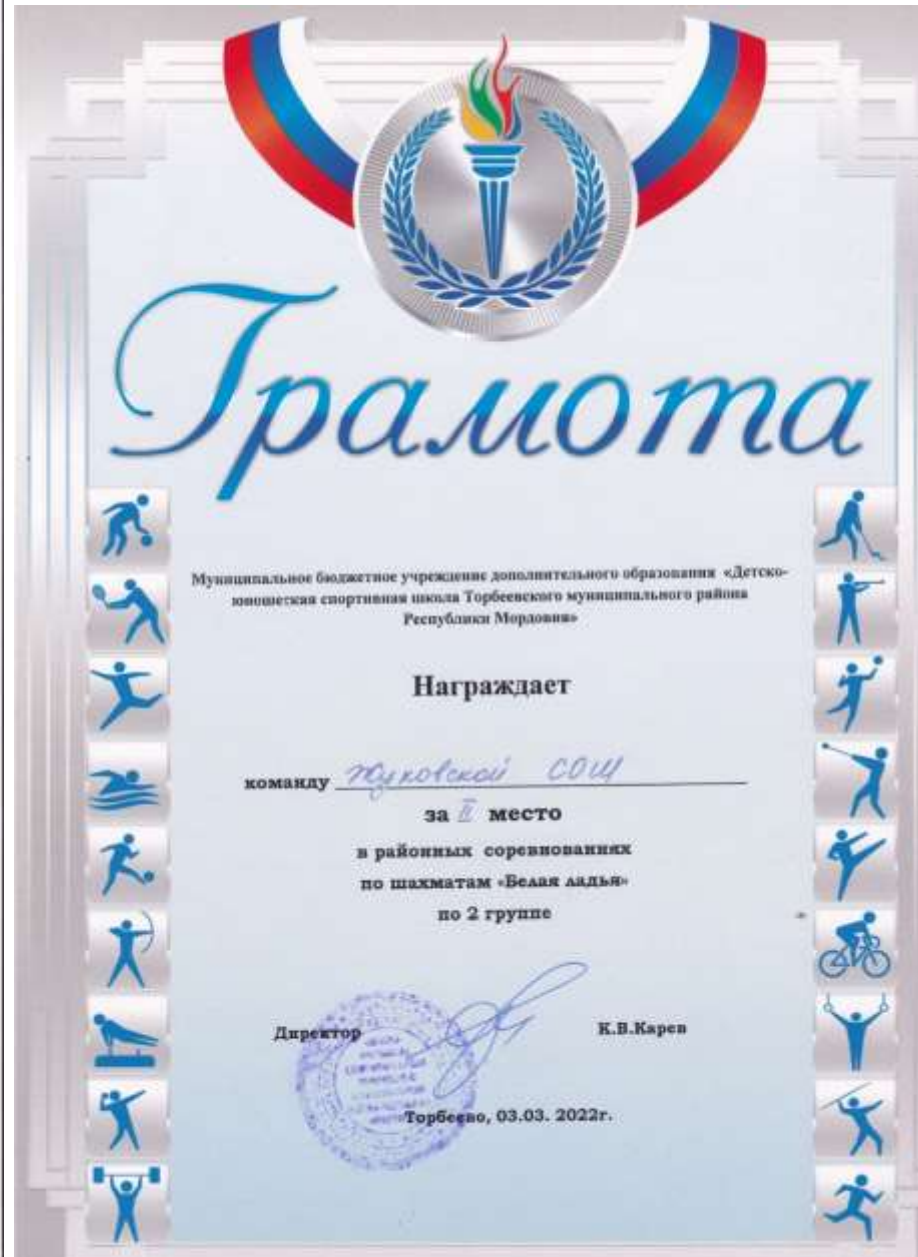 Грамота
Муниципальное бюджетное учреждение дополнительного образования «Детско-
юношеская спортивная школа Торбеевского муниципального района
Республики Мордовия»
Награждает
команду Жуковской СОШ
за II место
в районных соревнованиях
по шахматам «Белая ладья»
по 2 группе
Директор К.В.Карев
Торбеево, 03.03. 2022г.